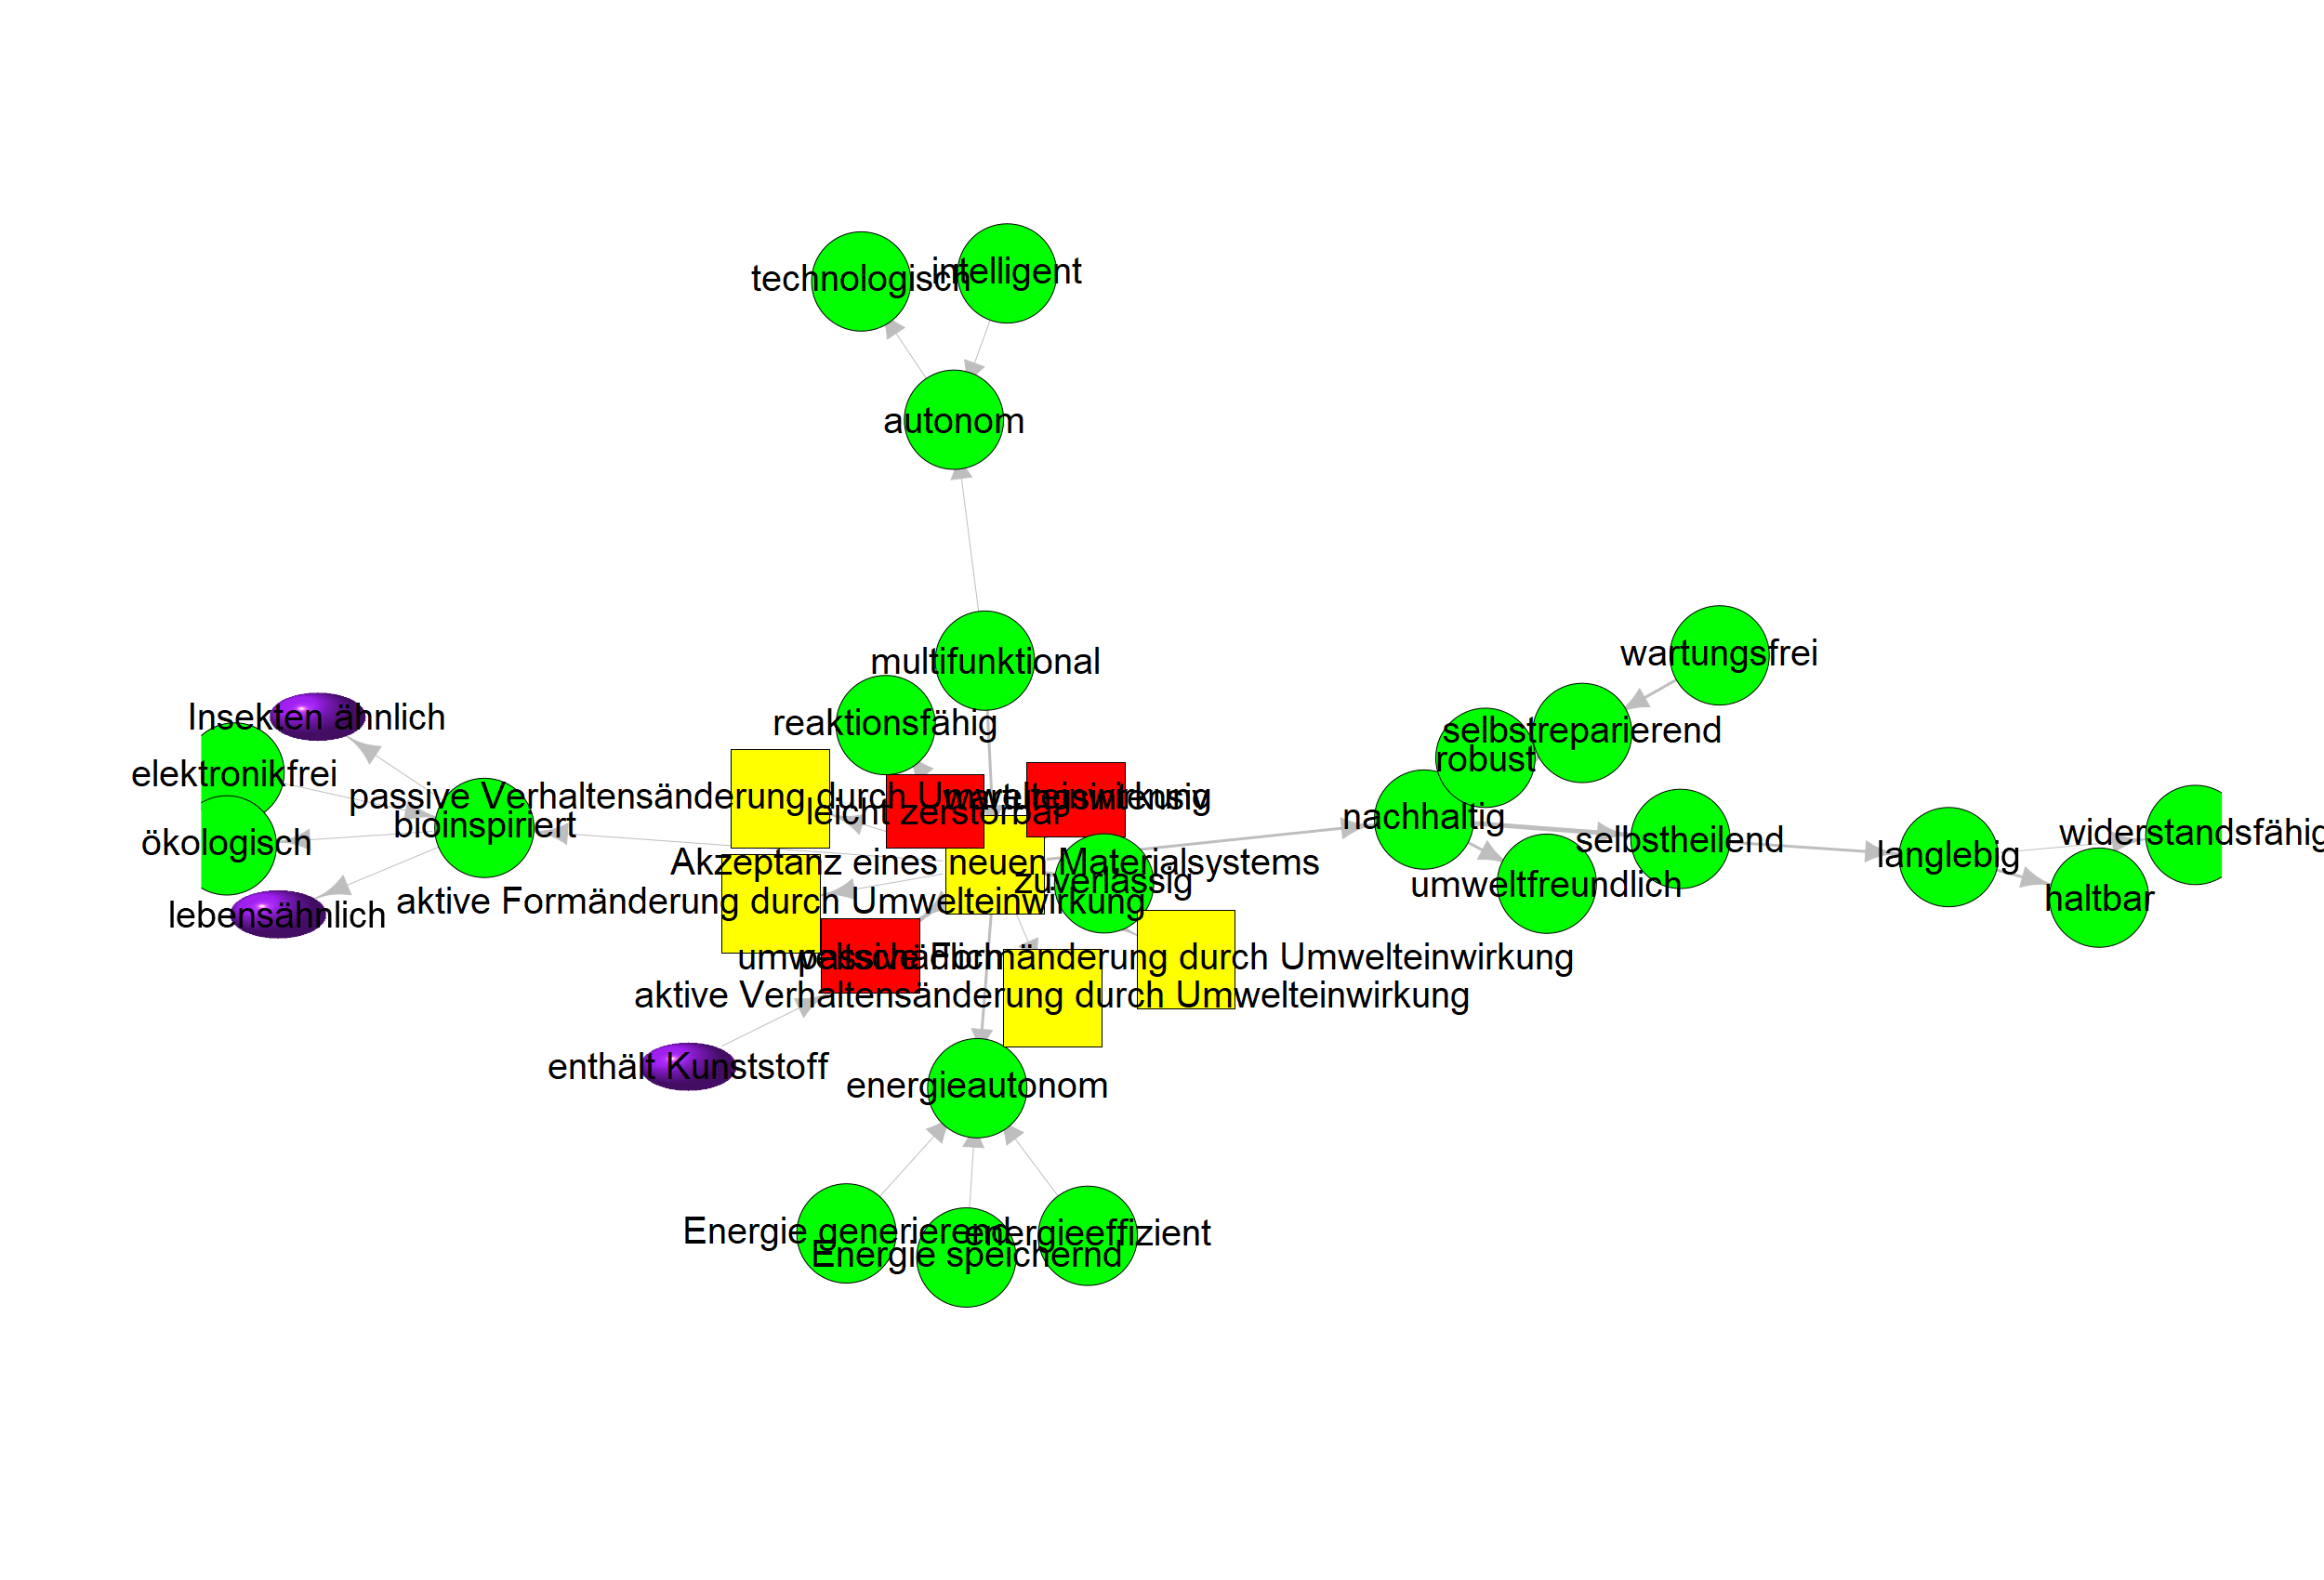 intelligent
technologisch
autonom
multifunktional
wartungsfrei
Insekten ähnlich
reaktionsfähig
selbstreparierend
robust
elektronikfrei
passive Verhaltensänderung durch Umwelteinwirkung
wartungsintensiv
leicht zerstörbar
nachhaltig
bioinspiriert
widerstandsfähig
selbstheilend
ökologisch
langlebig
Akzeptanz eines neuen Materialsystems
zuverlässig
umweltfreundlich
haltbar
aktive Formänderung durch Umwelteinwirkung
lebensähnlich
umweltschädlich
passive Formänderung durch Umwelteinwirkung
aktive Verhaltensänderung durch Umwelteinwirkung
enthält Kunststoff
energieautonom
Energie generierend
energieeffizient
Energie speichernd